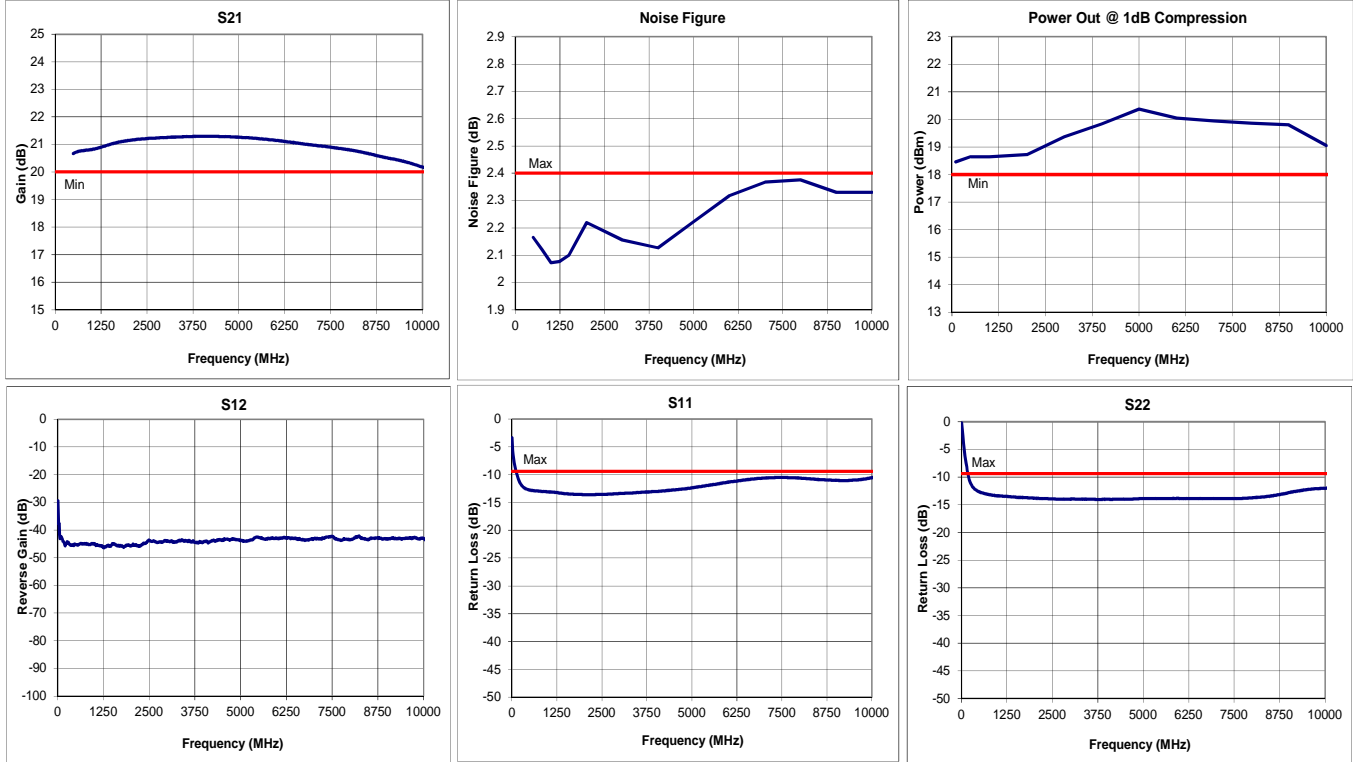 S21
25
24
23
22
21
20
19
18
17
16
15
Gain (dB)
Min
0 1250 2500 3750 5000 6250 7500 8750 10000
Frequency (MHz)
Noise Figure
2.9
2.8
2.7
2.6
2.5
2.4
2.3
2.2
2.1
2
1.9
Noise Figure (dB)
Max
0 1250 2500 3750 5000 6250 7500 8750 10000
Frequency (MHz)
Power Out @ 1dB Compression
23
22
21
20
19
18
17
16
15
14
13
Power (dBm)
Min
0 1250 2500 3750 5000 6250 7500 8750 10000
Frequency (MHz)
S12
0
-10
-20
-30
-40
-50
-60
-70
-80
-90
-100
Reverse Gain (dB)
0 1250 2500 3750 5000 6250 7500 8750 10000
Frequency (MHz)
S11
0
-5
-10
-15
-20
-25
-30
-35
-40
-45
-50
Return Loss (dB)
Max
0 1250 2500 3750 5000 6250 7500 8750 10000
Frequency (MHz)
S22
0
-5
-10
-15
-20
-25
-30
-35
-40
-45
-50
Return Loss (dB)
Max
0 1250 2500 3750 5000 6250 7500 8750 10000
Frequency (MHz)